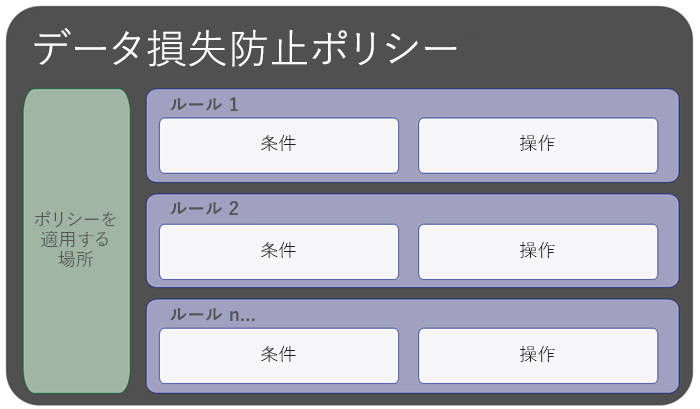 データ損失防止ポリシー
ポリシーを
適用する
場所
ルール 1
条件
操作
ルール 2
条件
操作
ルール n...
条件
操作